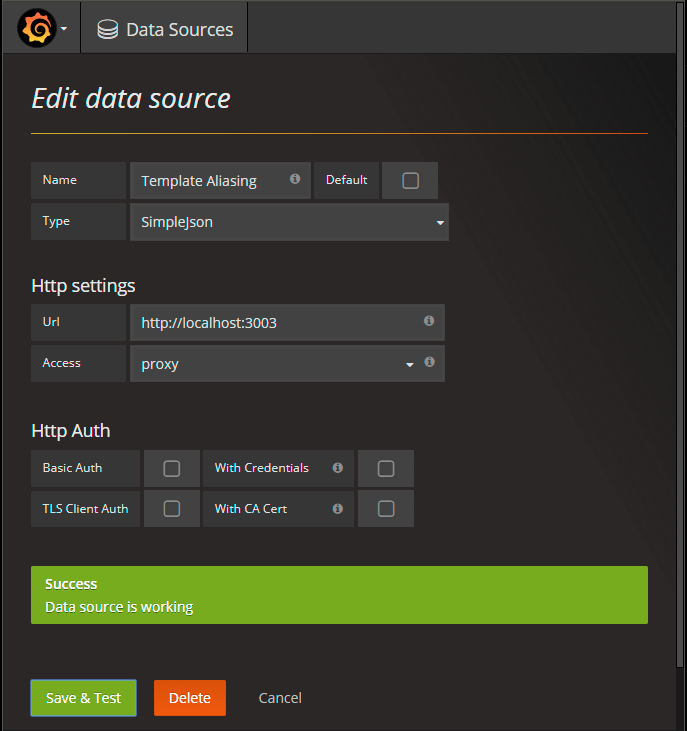 Data Sources
Edit data source
Name Template Aliasing Default
Type SimpleJson
Http settings
Url http://localhost:3003
Access proxy
Http Auth
Basic Auth With Credentials
TLS Client Auth With CA Cert
Success
Data source is working
Save & Test Delete Cancel